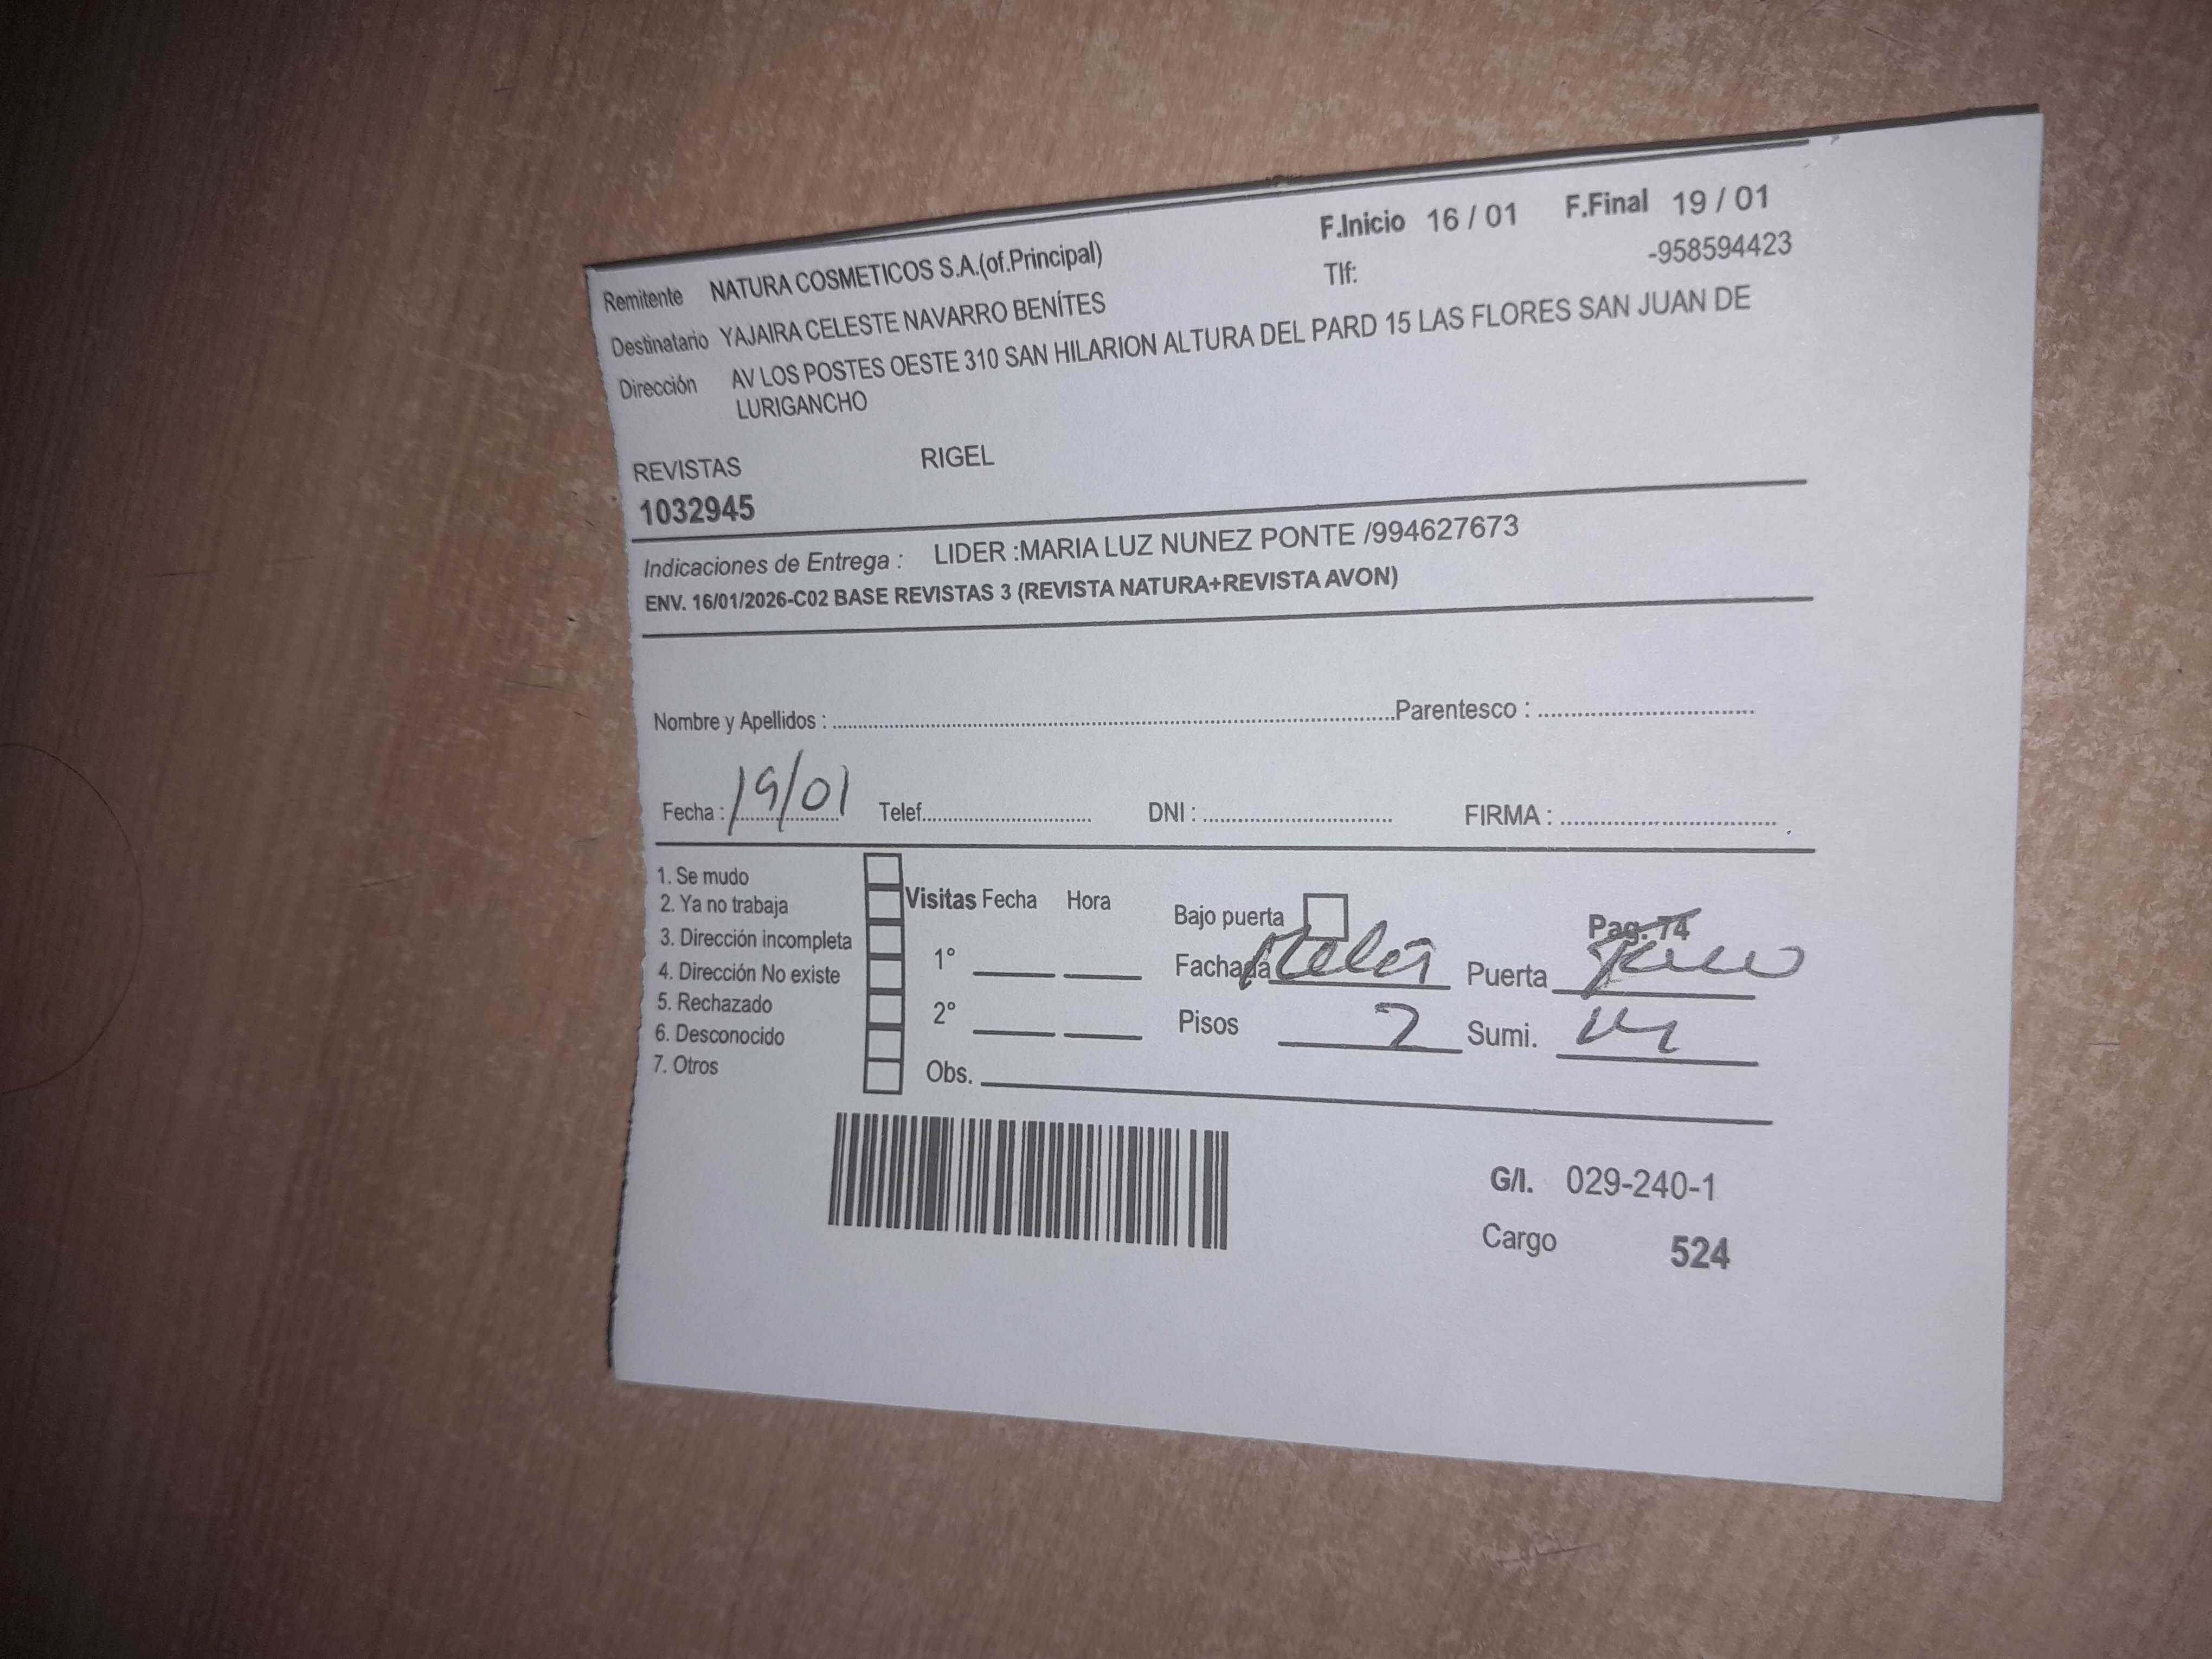 F.Inicio 16 / 01 F.Final 19 / 01
Remitente NATURA COSMETICOS S.A.(of.Principal) Tlf: -958594423
Destinatario YAJAIRA CELESTE NAVARRO BENÍTES
Dirección AV LOS POSTES OESTE 310 SAN HILARION ALTURA DEL PARD 15 LAS FLORES SAN JUAN DE
LURIGANCHO
REVISTAS RIGEL
1032945
Indicaciones de Entrega : LIDER :MARIA LUZ NUNEZ PONTE /994627673
ENV. 16/01/2026-C02 BASE REVISTAS 3 (REVISTA NATURA+REVISTA AVON)
Nombre y Apellidos : Parentesco :
Fecha : 19/01 Telef. DNI : FIRMA :
1. Se mudo
2. Ya no trabaja
3. Dirección incompleta
4. Dirección No existe
5. Rechazado
6. Desconocido
7. Otros
Visitas Fecha Hora
1°
2°
Obs.
Bajo puerta Pag. 74
Fachada Puerta
Pisos 2 Sumi.
G/I. 029-240-1
Cargo 524